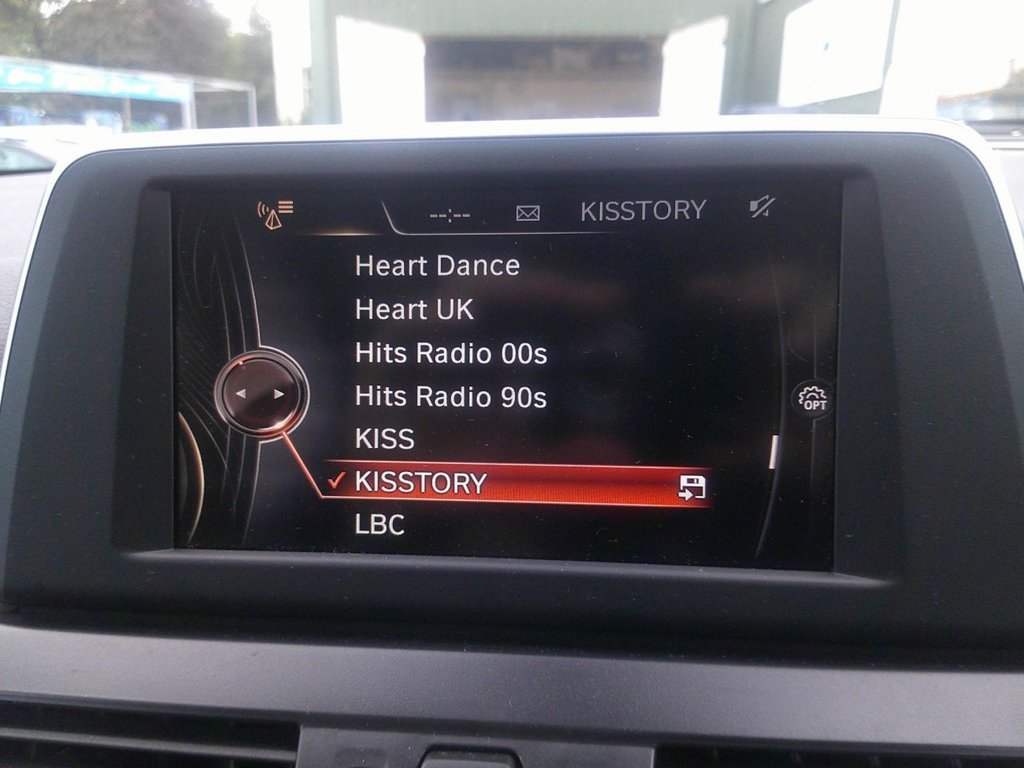 --:-- KISSTORY
Heart Dance
Heart UK
Hits Radio 00s
Hits Radio 90s
KISS
KISSTORY
LBC
OPT